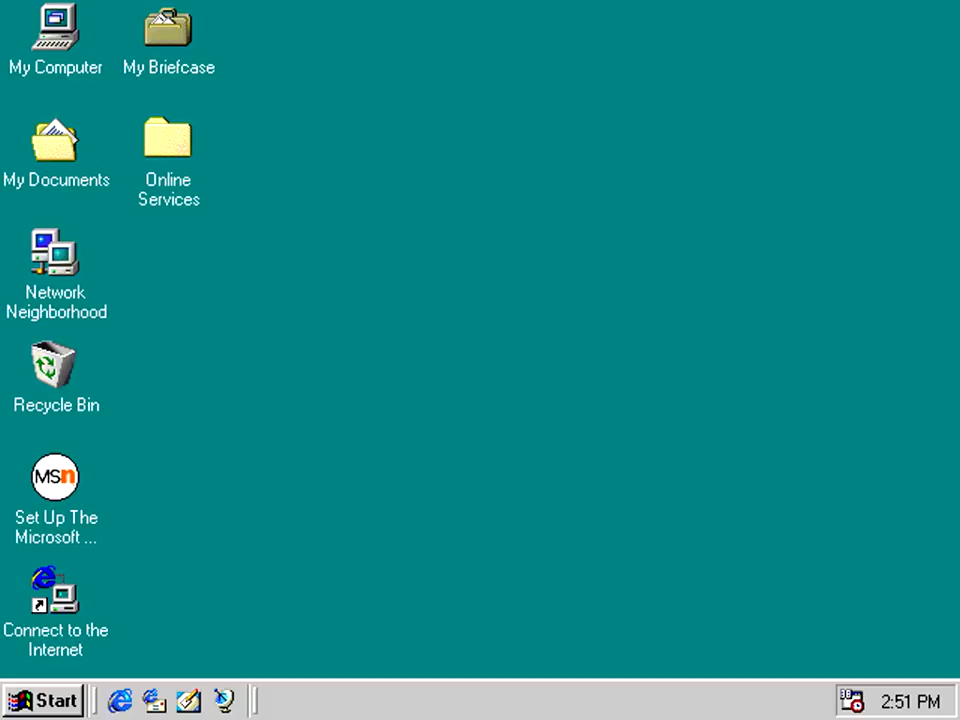 My Computer
My Briefcase
My Documents
Online
Services
Network
Neighborhood
Recycle Bin
MSn
Set Up The
Microsoft ...
Connect to the
Internet
Start
2:51 PM